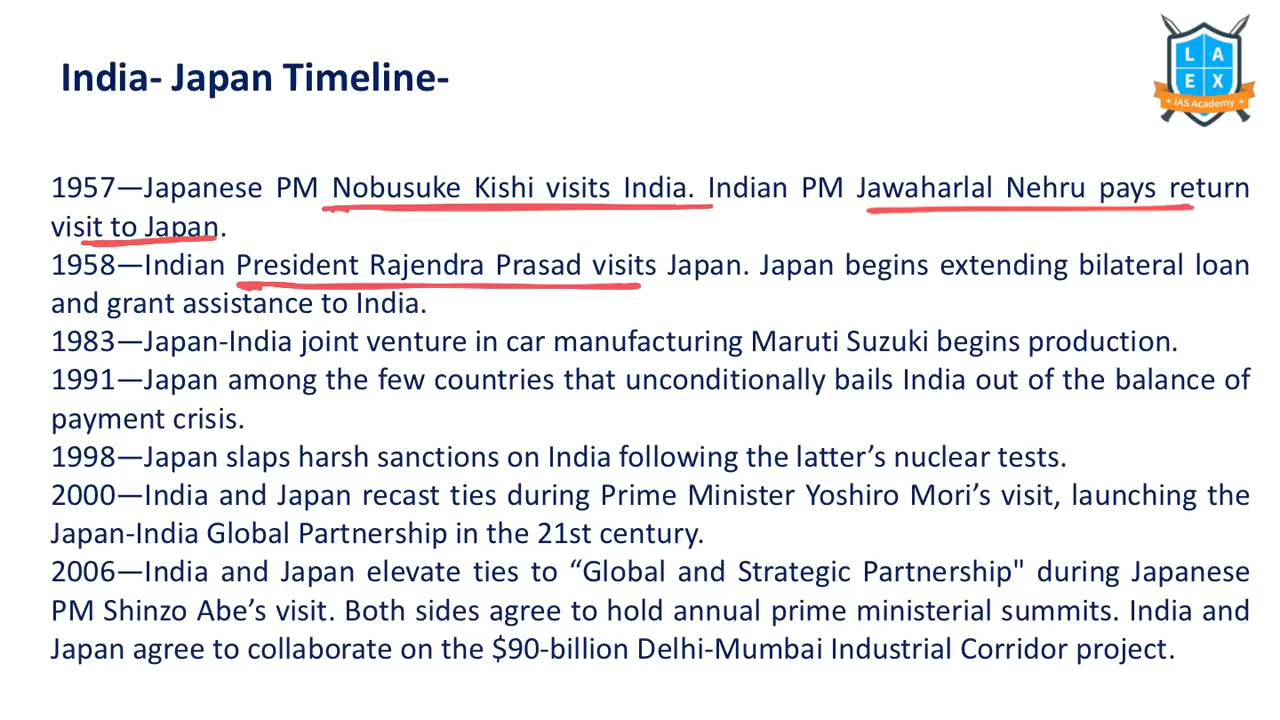 India- Japan Timeline-
L A
E X
IAS Academy
1957—Japanese PM Nobusuke Kishi visits India. Indian PM Jawaharlal Nehru pays return
visit to Japan.
1958—Indian President Rajendra Prasad visits Japan. Japan begins extending bilateral loan
and grant assistance to India.
1983—Japan-India joint venture in car manufacturing Maruti Suzuki begins production.
1991—Japan among the few countries that unconditionally bails India out of the balance of
payment crisis.
1998—Japan slaps harsh sanctions on India following the latter’s nuclear tests.
2000—India and Japan recast ties during Prime Minister Yoshiro Mori’s visit, launching the
Japan-India Global Partnership in the 21st century.
2006—India and Japan elevate ties to “Global and Strategic Partnership" during Japanese
PM Shinzo Abe’s visit. Both sides agree to hold annual prime ministerial summits. India and
Japan agree to collaborate on the $90-billion Delhi-Mumbai Industrial Corridor project.